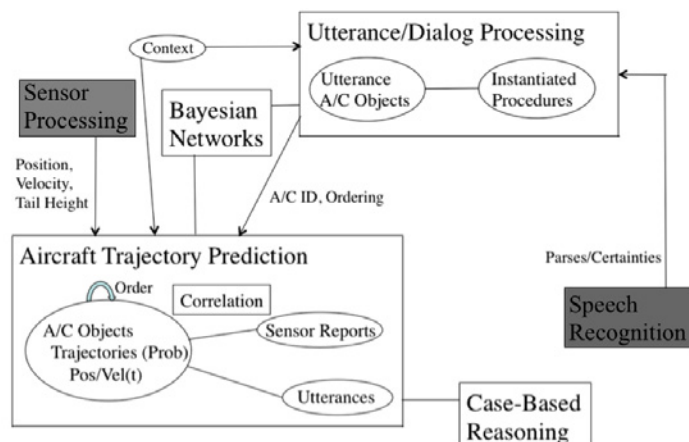 Context
Utterance/Dialog Processing
Utterance
A/C Objects
Instantiated
Procedures
Sensor
Processing
Bayesian
Networks
Position,
Velocity,
Tail Height
A/C ID, Ordering
Parses/Certainties
Aircraft Trajectory Prediction
Order
Correlation
A/C Objects
Trajectories (Prob)
Pos/Vel(t)
Sensor Reports
Utterances
Speech
Recognition
Case-Based
Reasoning